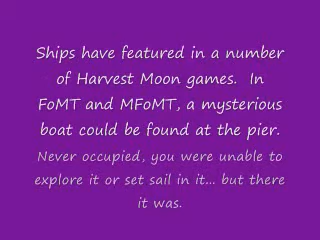 Ships have featured in a number
of Harvest Moon games.  In
FoMT and MFoMT, a mysterious
boat could be found at the pier.
Never occupied, you were unable to
explore it or set sail in it... but there
it was.